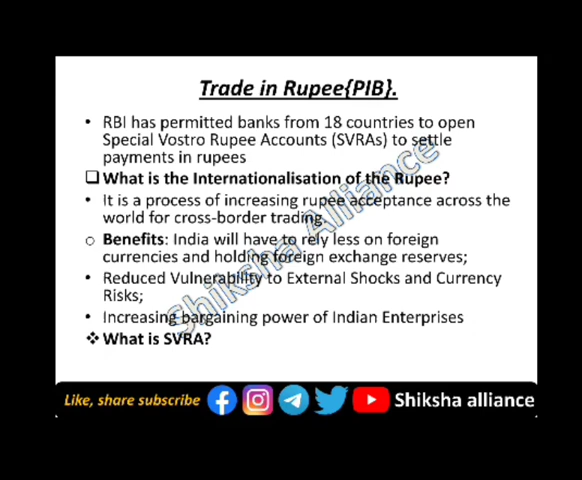 Trade in Rupee{PIB}.
• RBI has permitted banks from 18 countries to open
Special Vostro Rupee Accounts (SVRAs) to settle
payments in rupees
❑ What is the Internationalisation of the Rupee?
• It is a process of increasing rupee acceptance across the
world for cross-border trading.
o Benefits: India will have to rely less on foreign
currencies and holding foreign exchange reserves;
• Reduced Vulnerability to External Shocks and Currency
Risks;
• Increasing bargaining power of Indian Enterprises
❖ What is SVRA?
Shiksha Alliance
Like, share subscribe
Shiksha alliance